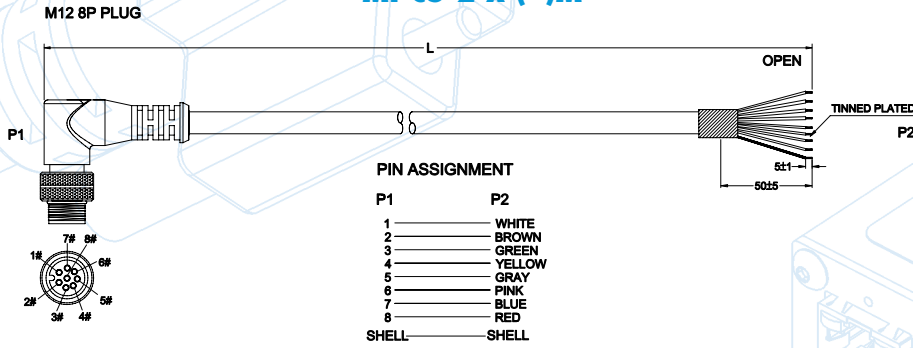 M12 8P PLUG
L
OPEN
TINNED PLATED
P1
P2
5±1
50±5
PIN ASSIGNMENT
P1 P2
1 WHITE
2 BROWN
3 GREEN
4 YELLOW
5 GRAY
6 PINK
7 BLUE
8 RED
SHELL SHELL
7# 8#
1# 6#
2# 5#
3# 4#